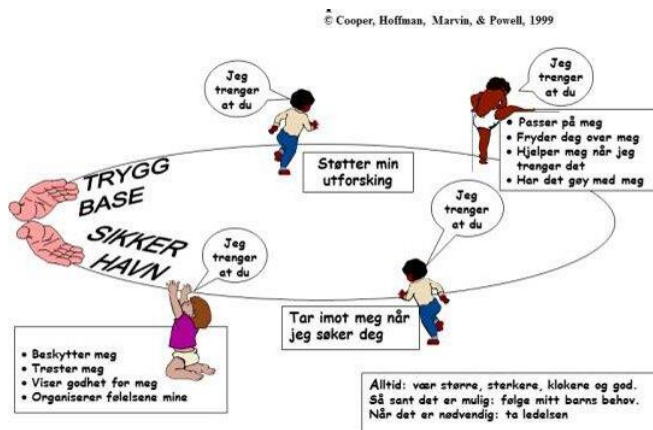 © Cooper, Hoffman, Marvin, & Powell, 1999
Jeg
trenger
at du
Støtter min
utforsking
Jeg
trenger
at du
• Passer på meg
• Fryder deg over meg
• Hjelper meg når jeg
trenger det
• Har det gøy med meg
TRYGG
BASE
SIKKER
HAVN
Jeg
trenger
at du
Tar imot meg når
jeg søker deg
Jeg
trenger
at du
• Beskytter meg
• Trøster meg
• Viser godhet for meg
• Organiserer følelsene mine
Alltid: vær større, sterkere, klokere og god.
Så sant det er mulig: følge mitt barns behov.
Når det er nødvendig: ta ledelsen